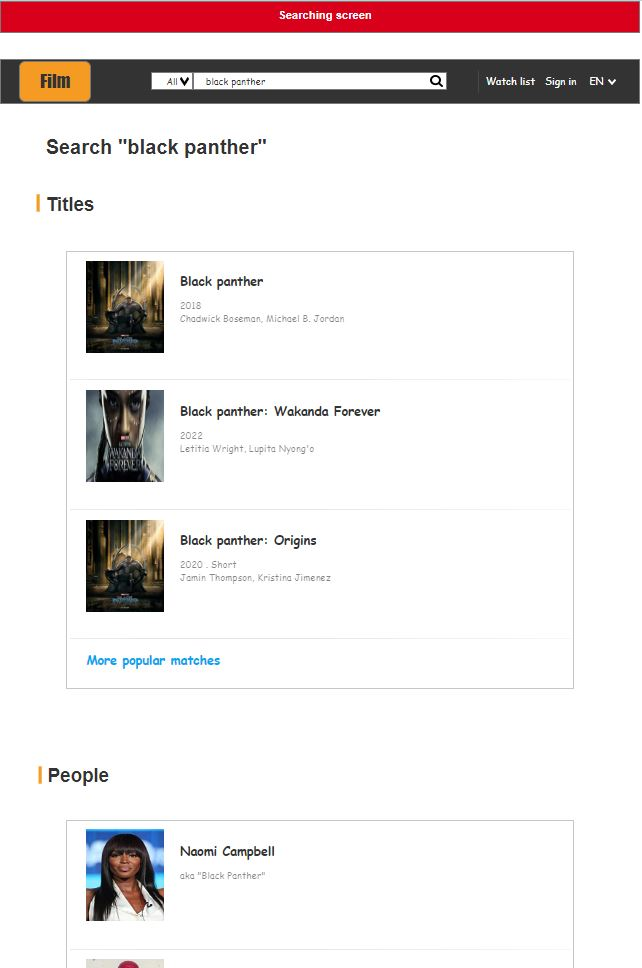 Searching screen
Film
All
black panther
Watch list
Sign in
EN
Search "black panther"
Titles
Black panther
2018
Chadwick Boseman, Michael B. Jordan
Black panther: Wakanda Forever
2022
Letitia Wright, Lupita Nyong'o
WAKANDA
FOREVER
Black panther: Origins
2020 . Short
Jamin Thompson, Kristina Jimenez
More popular matches
People
Naomi Campbell
aka "Black Panther"